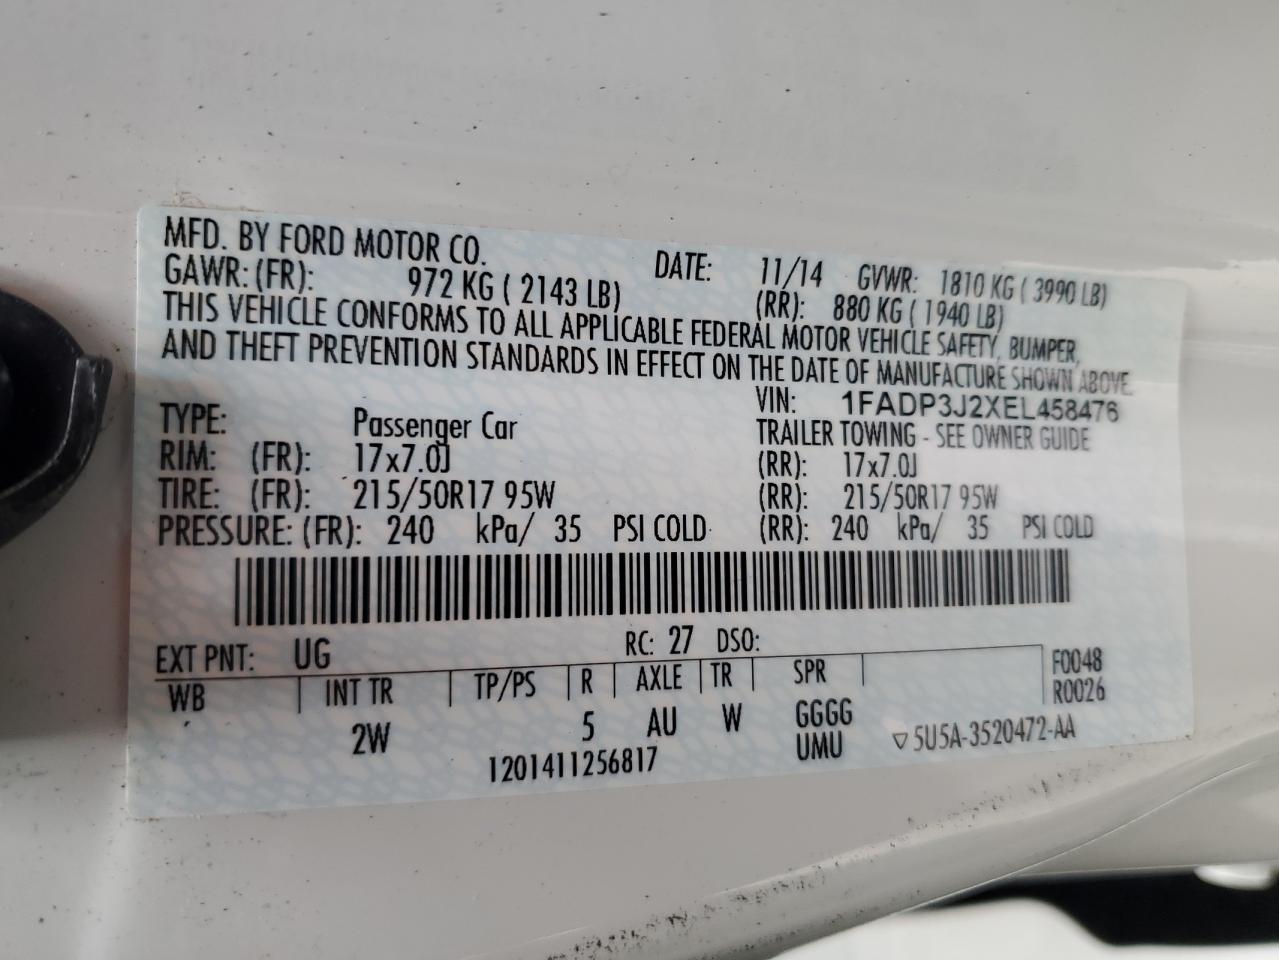 MFD. BY FORD MOTOR CO. DATE: 11/14 GVWR: 1810 KG ( 3990 LB)
GAWR: (FR): 972 KG ( 2143 LB) (RR): 880 KG ( 1940 LB)
THIS VEHICLE CONFORMS TO ALL APPLICABLE FEDERAL MOTOR VEHICLE SAFETY, BUMPER,
AND THEFT PREVENTION STANDARDS IN EFFECT ON THE DATE OF MANUFACTURE SHOWN ABOVE.
VIN: 1FADP3J2XEL458476
TYPE: Passenger Car TRAILER TOWING - SEE OWNER GUIDE
RIM: (FR): 17x7.0J (RR): 17x7.0J
TIRE: (FR): 215/50R17 95W (RR): 215/50R17 95W
PRESSURE: (FR): 240 kPa/ 35 PSI COLD (RR): 240 kPa/ 35 PSI COLD
EXT PNT: UG RC: 27 DSO:
WB INT TR TP/PS R AXLE TR SPR F0048
R0026
2W 5 AU W GGGG
UMU ▽5U5A-3520472-AA
1201411256817